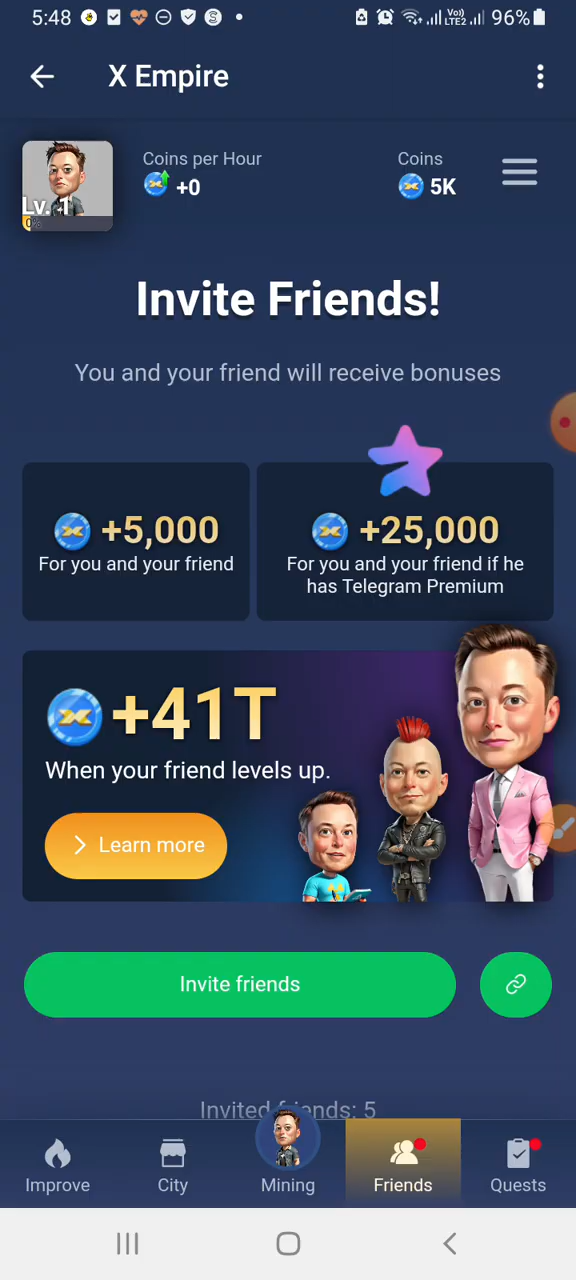 5:48
Vo)) LTE2 96%
X Empire
Coins per Hour
+0
Coins
5K
Lv. 1
0%
Invite Friends!
You and your friend will receive bonuses
+5,000
For you and your friend
+25,000
For you and your friend if he
has Telegram Premium
+41T
When your friend levels up.
Learn more
Invite friends
Invited friends: 5
Improve
City
Mining
Friends
Quests